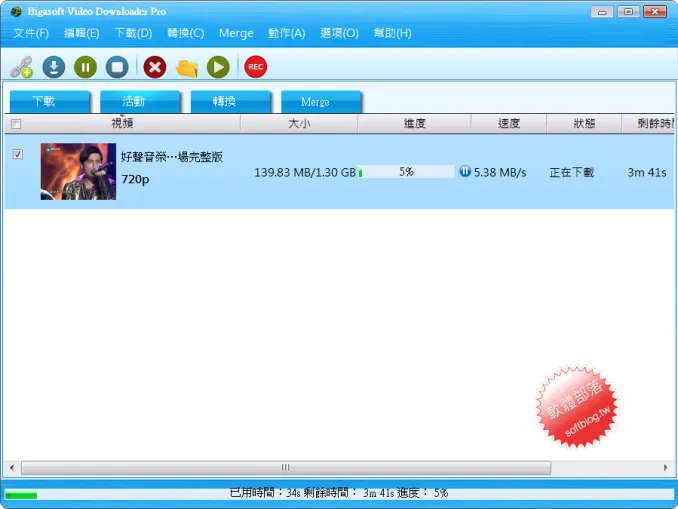 Bigasoft Video Downloader Pro
文件(F) 編輯(E) 下載(D) 轉換(C) Merge 動作(A) 選項(O) 幫助(H)
REC
下載 活動 轉換 Merge
視頻 大小 進度 速度 狀態 剩餘時間
好聲音榮…場完整版
720p
139.83 MB/1.30 GB 5% 5.38 MB/s 正在下載 3m 41s
軟體部落
softblog.tw
已用時間：34s 剩餘時間： 3m 41s 進度： 5%